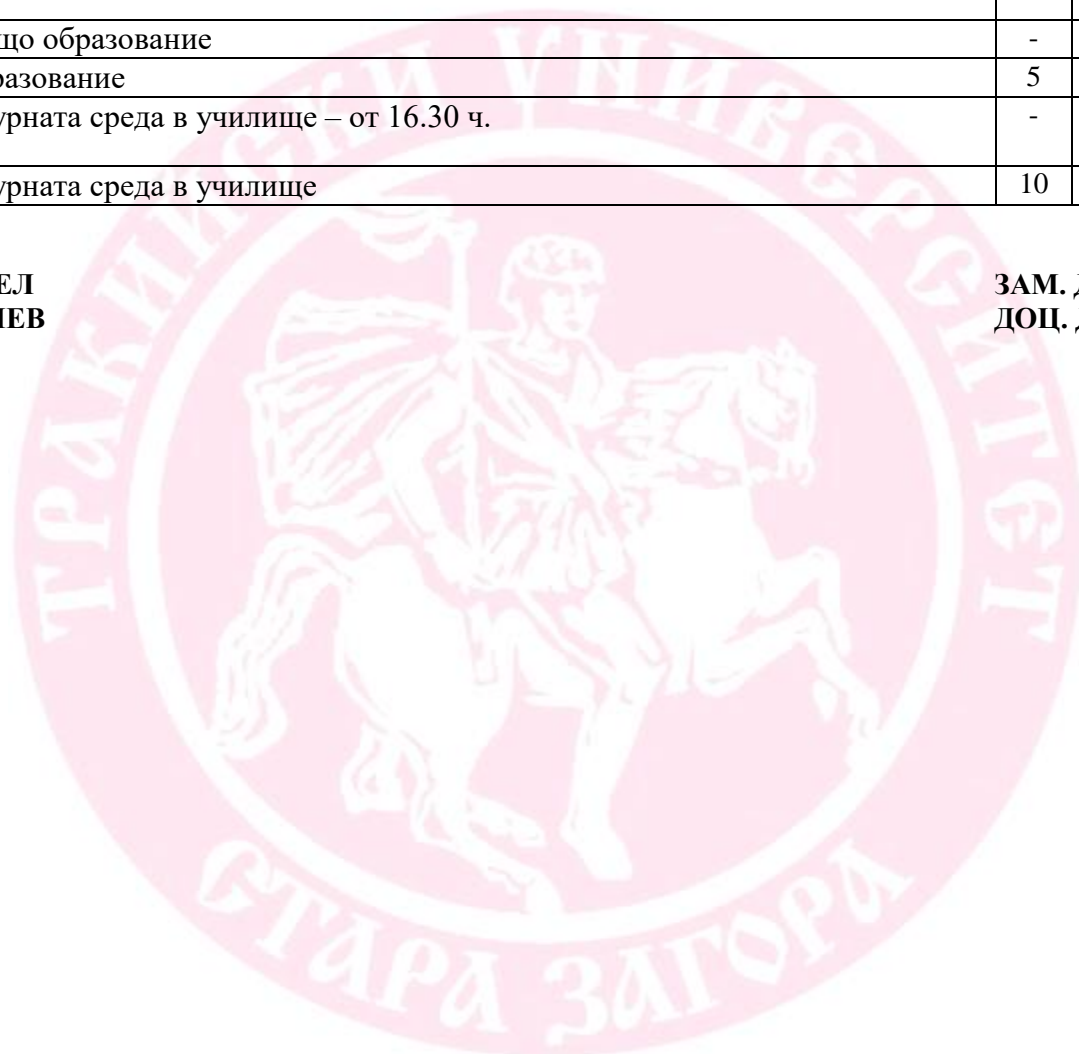 що образование -
разование 5
урната среда в училище – от 16.30 ч. -
урната среда в училище 10
ЕЛ ЗАМ. Д
ІЕВ ДОЦ. Д
ТРАКИЙСКИ УНИВЕРСИТЕТ
СТАРА ЗАГОРА